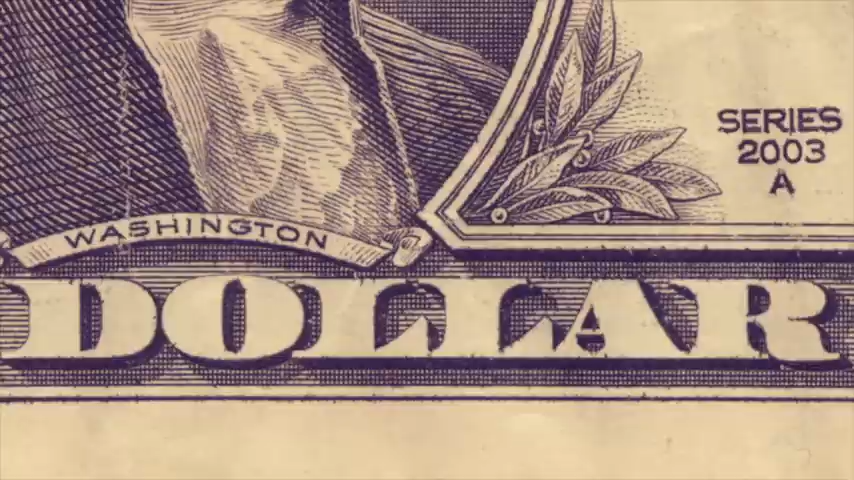 SERIES
2003
A
WASHINGTON
DOLLAR